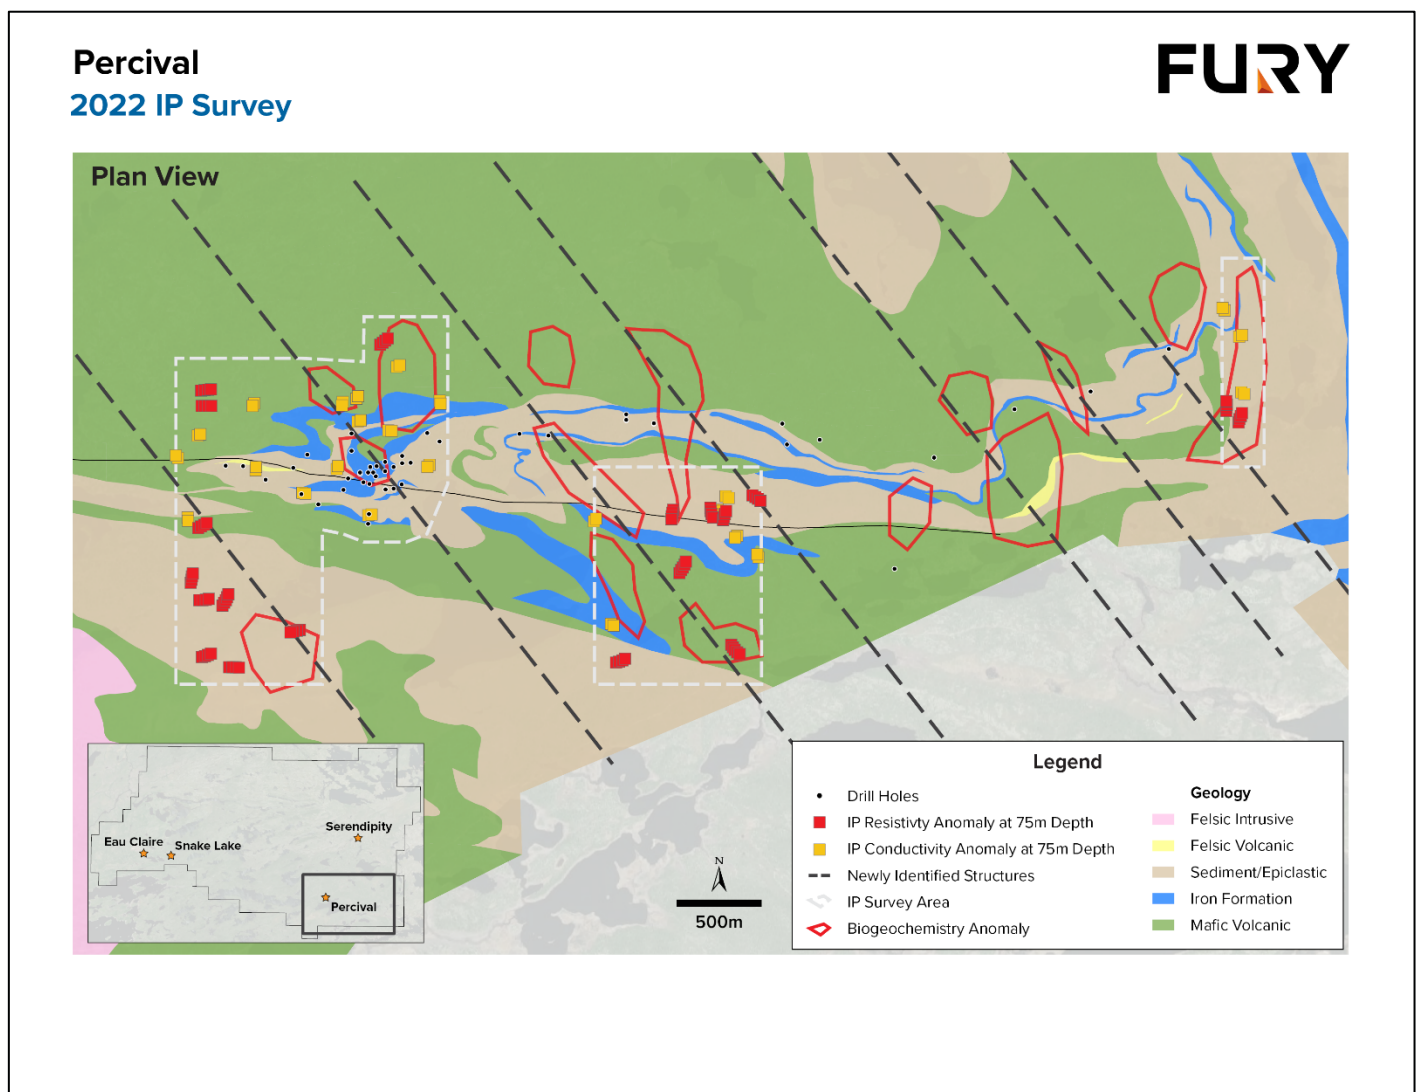 Percival
2022 IP Survey
FURY
Plan View
Eau Claire
Snake Lake
Serendipity
Percival
N
500m
Legend
Drill Holes
IP Resistivty Anomaly at 75m Depth
IP Conductivity Anomaly at 75m Depth
Newly Identified Structures
IP Survey Area
Biogeochemistry Anomaly
Geology
Felsic Intrusive
Felsic Volcanic
Sediment/Epiclastic
Iron Formation
Mafic Volcanic